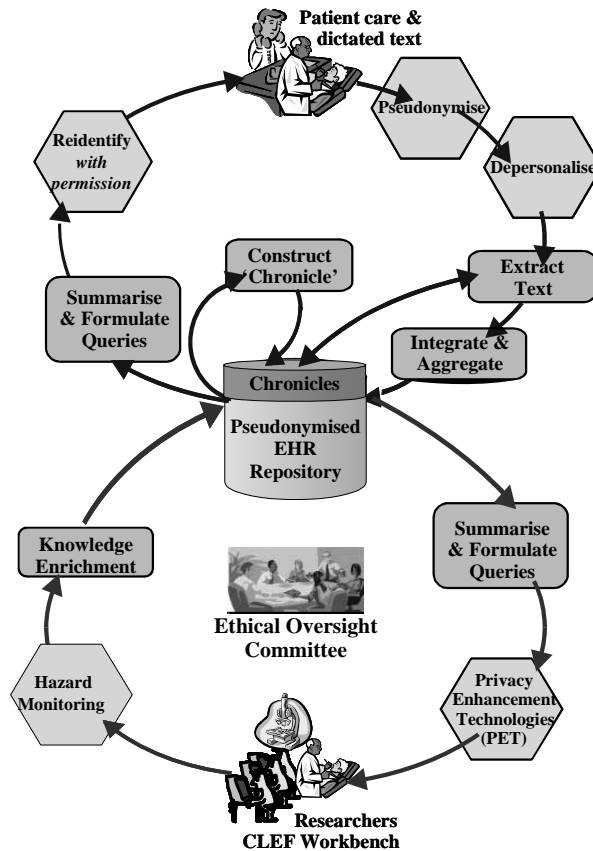 Patient care &
dictated text
Pseudonymise
Depersonalise
Reidentify
with
permission
Construct
‘Chronicle’
Extract
Text
Summarise
& Formulate
Queries
Integrate &
Aggregate
Chronicles
Pseudonymised
EHR
Repository
Knowledge
Enrichment
Summarise
& Formulate
Queries
Ethical Oversight
Committee
Hazard
Monitoring
Privacy
Enhancement
Technologies
(PET)
Researchers
CLEF Workbench